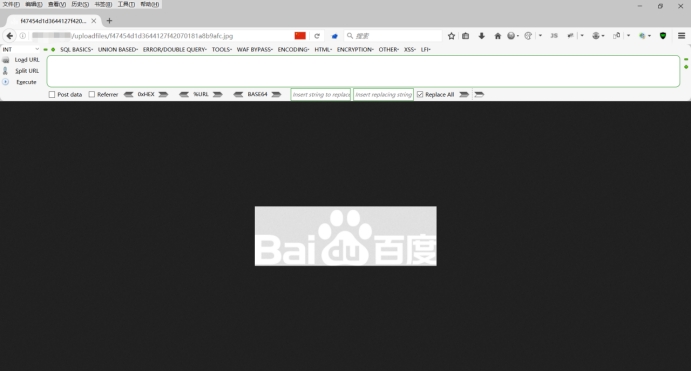 文件(F) 编辑(E) 查看(V) 历史(S) 书签(B) 工具(T) 帮助(H)
f47454d1d3644127f420...
/uploadfiles/f47454d1d3644127f42070181a8b9afc.jpg
搜索
INT
SQL BASICS UNION BASED ERROR/DOUBLE QUERY TOOLS WAF BYPASS ENCODING HTML ENCRYPTION OTHER XSS LFI
Load URL
Split URL
Execute
Post data Referrer 0xHEX %URL BASE64 Insert string to replace Insert replacing string Replace All
Bai du 百度